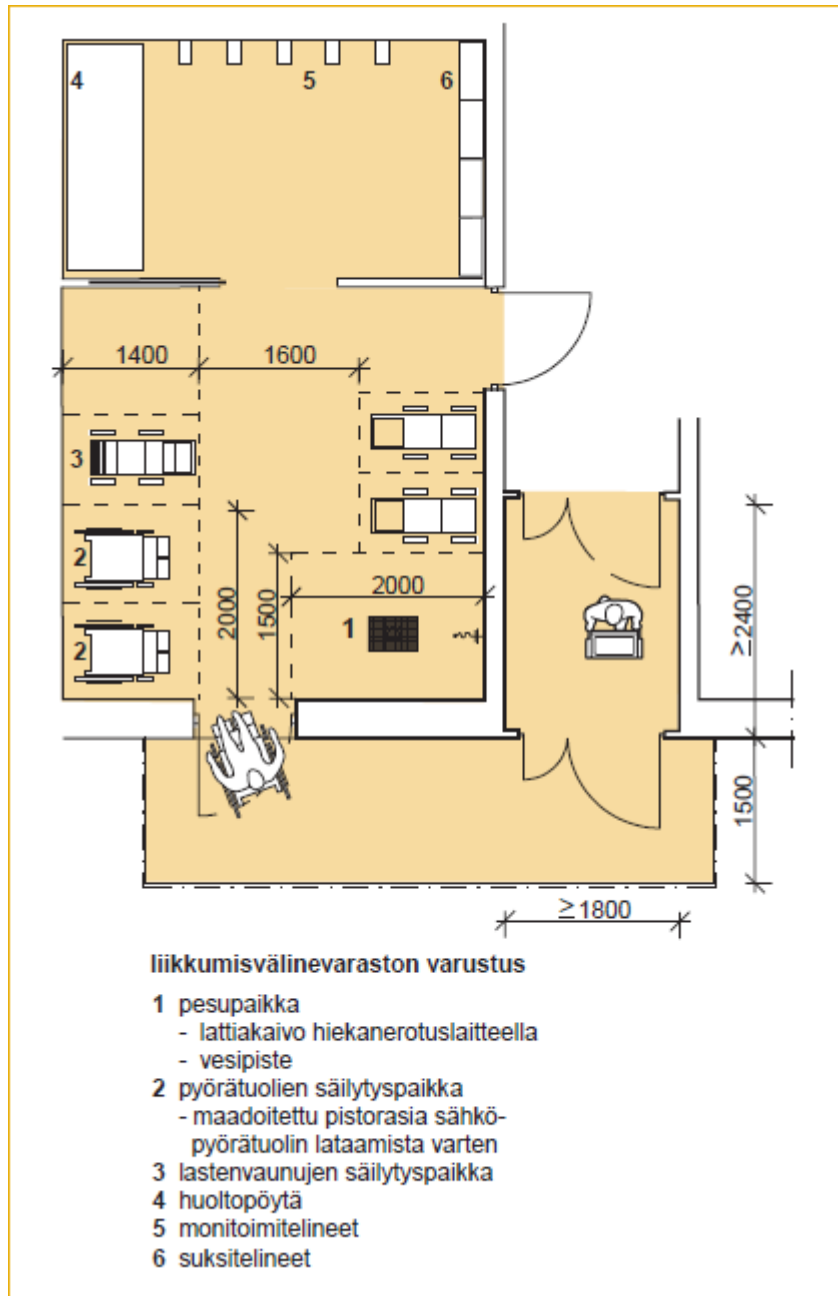 4
5
6
1400
1600
3
2
2
2000
1500
2000
1
≥2400
1500
≥1800
liikkumisvälinevaraston varustus
1 pesupaikka
- lattiakaivo hiekanerotuslaitteella
- vesipiste
2 pyörätuolien säilytyspaikka
- maadoitettu pistorasia sähkö-
pyörätuolin lataamista varten
3 lastenvaunujen säilytyspaikka
4 huoltopöytä
5 monitoimitelineet
6 suksitelineet